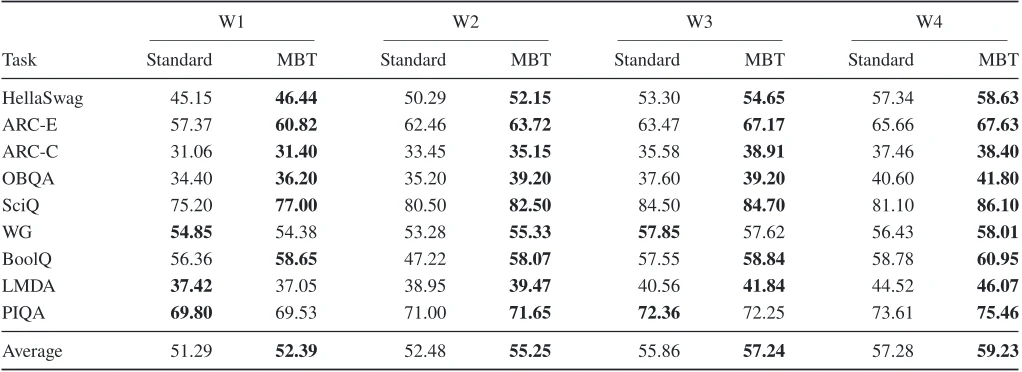 W1 W2 W3 W4
Task Standard MBT Standard MBT Standard MBT Standard MBT
HellaSwag 45.15 46.44 50.29 52.15 53.30 54.65 57.34 58.63
ARC-E 57.37 60.82 62.46 63.72 63.47 67.17 65.66 67.63
ARC-C 31.06 31.40 33.45 35.15 35.58 38.91 37.46 38.40
OBQA 34.40 36.20 35.20 39.20 37.60 39.20 40.60 41.80
SciQ 75.20 77.00 80.50 82.50 84.50 84.70 81.10 86.10
WG 54.85 54.38 53.28 55.33 57.85 57.62 56.43 58.01
BoolQ 56.36 58.65 47.22 58.07 57.55 58.84 58.78 60.95
LMDA 37.42 37.05 38.95 39.47 40.56 41.84 44.52 46.07
PIQA 69.80 69.53 71.00 71.65 72.36 72.25 73.61 75.46
Average 51.29 52.39 52.48 55.25 55.86 57.24 57.28 59.23